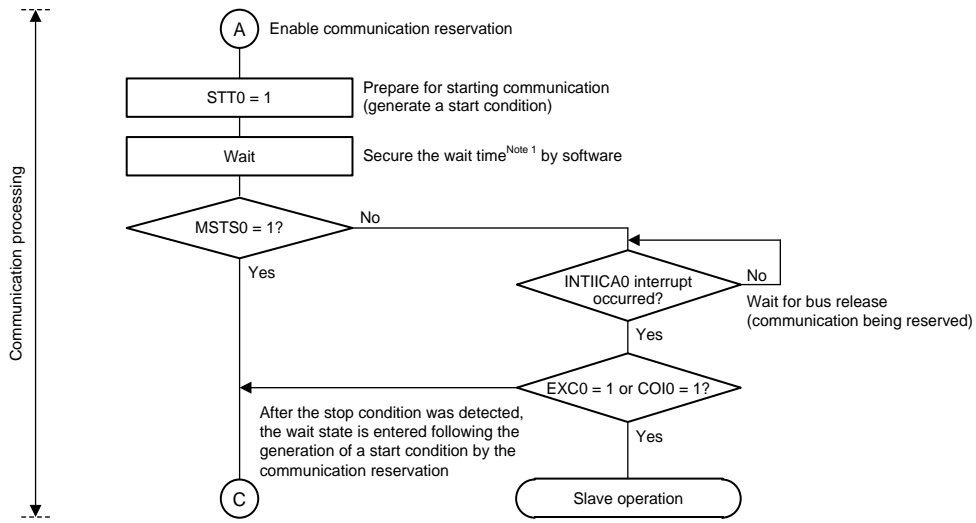 Communication processing
A
Enable communication reservation
STT0 = 1
Prepare for starting communication
(generate a start condition)
Wait
Secure the wait time Note 1 by software
MSTS0 = 1?
No
Yes
INTIICA0 interrupt
occurred?
No
Wait for bus release
(communication being reserved)
Yes
EXC0 = 1 or COI0 = 1?
After the stop condition was detected,
the wait state is entered following the
generation of a start condition by the
communication reservation
Yes
C
Slave operation